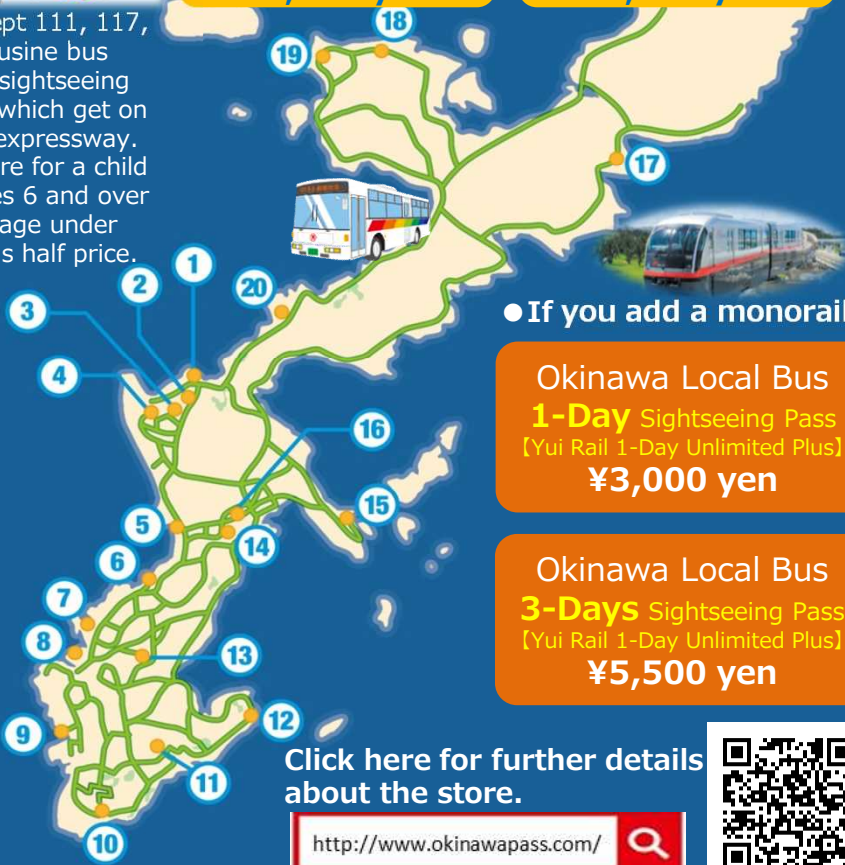 ept 111, 117,
usine bus
sightseeing
which get on
expressway.
re for a child
es 6 and over
age under
s half price.
18
19
17
1
2
20
3
4
● If you add a monorail
Okinawa Local Bus
1-Day Sightseeing Pass
【Yui Rail 1-Day Unlimited Plus】
¥3,000 yen
16
15
5
14
6
Okinawa Local Bus
3-Days Sightseeing Pass
【Yui Rail 1-Day Unlimited Plus】
¥5,500 yen
7
8
13
12
9
11
10
Click here for further details
about the store.
http://www.okinawapass.com/